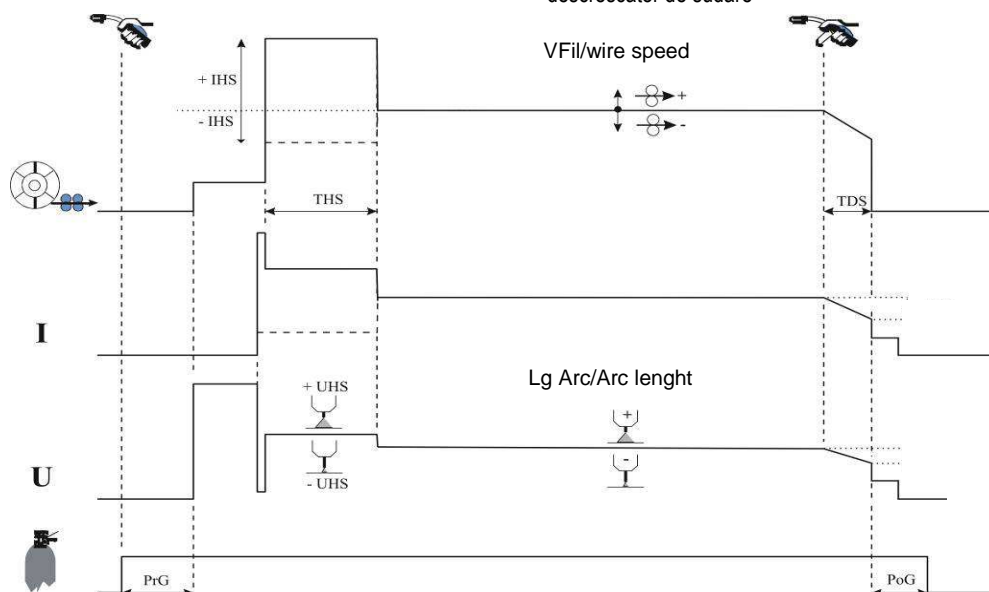 VFil/wire speed
+ IHS
- IHS
+
-
THS
TDS
I
Lg Arc/Arc lenght
+ UHS
+
- UHS
-
U
PrG
PoG